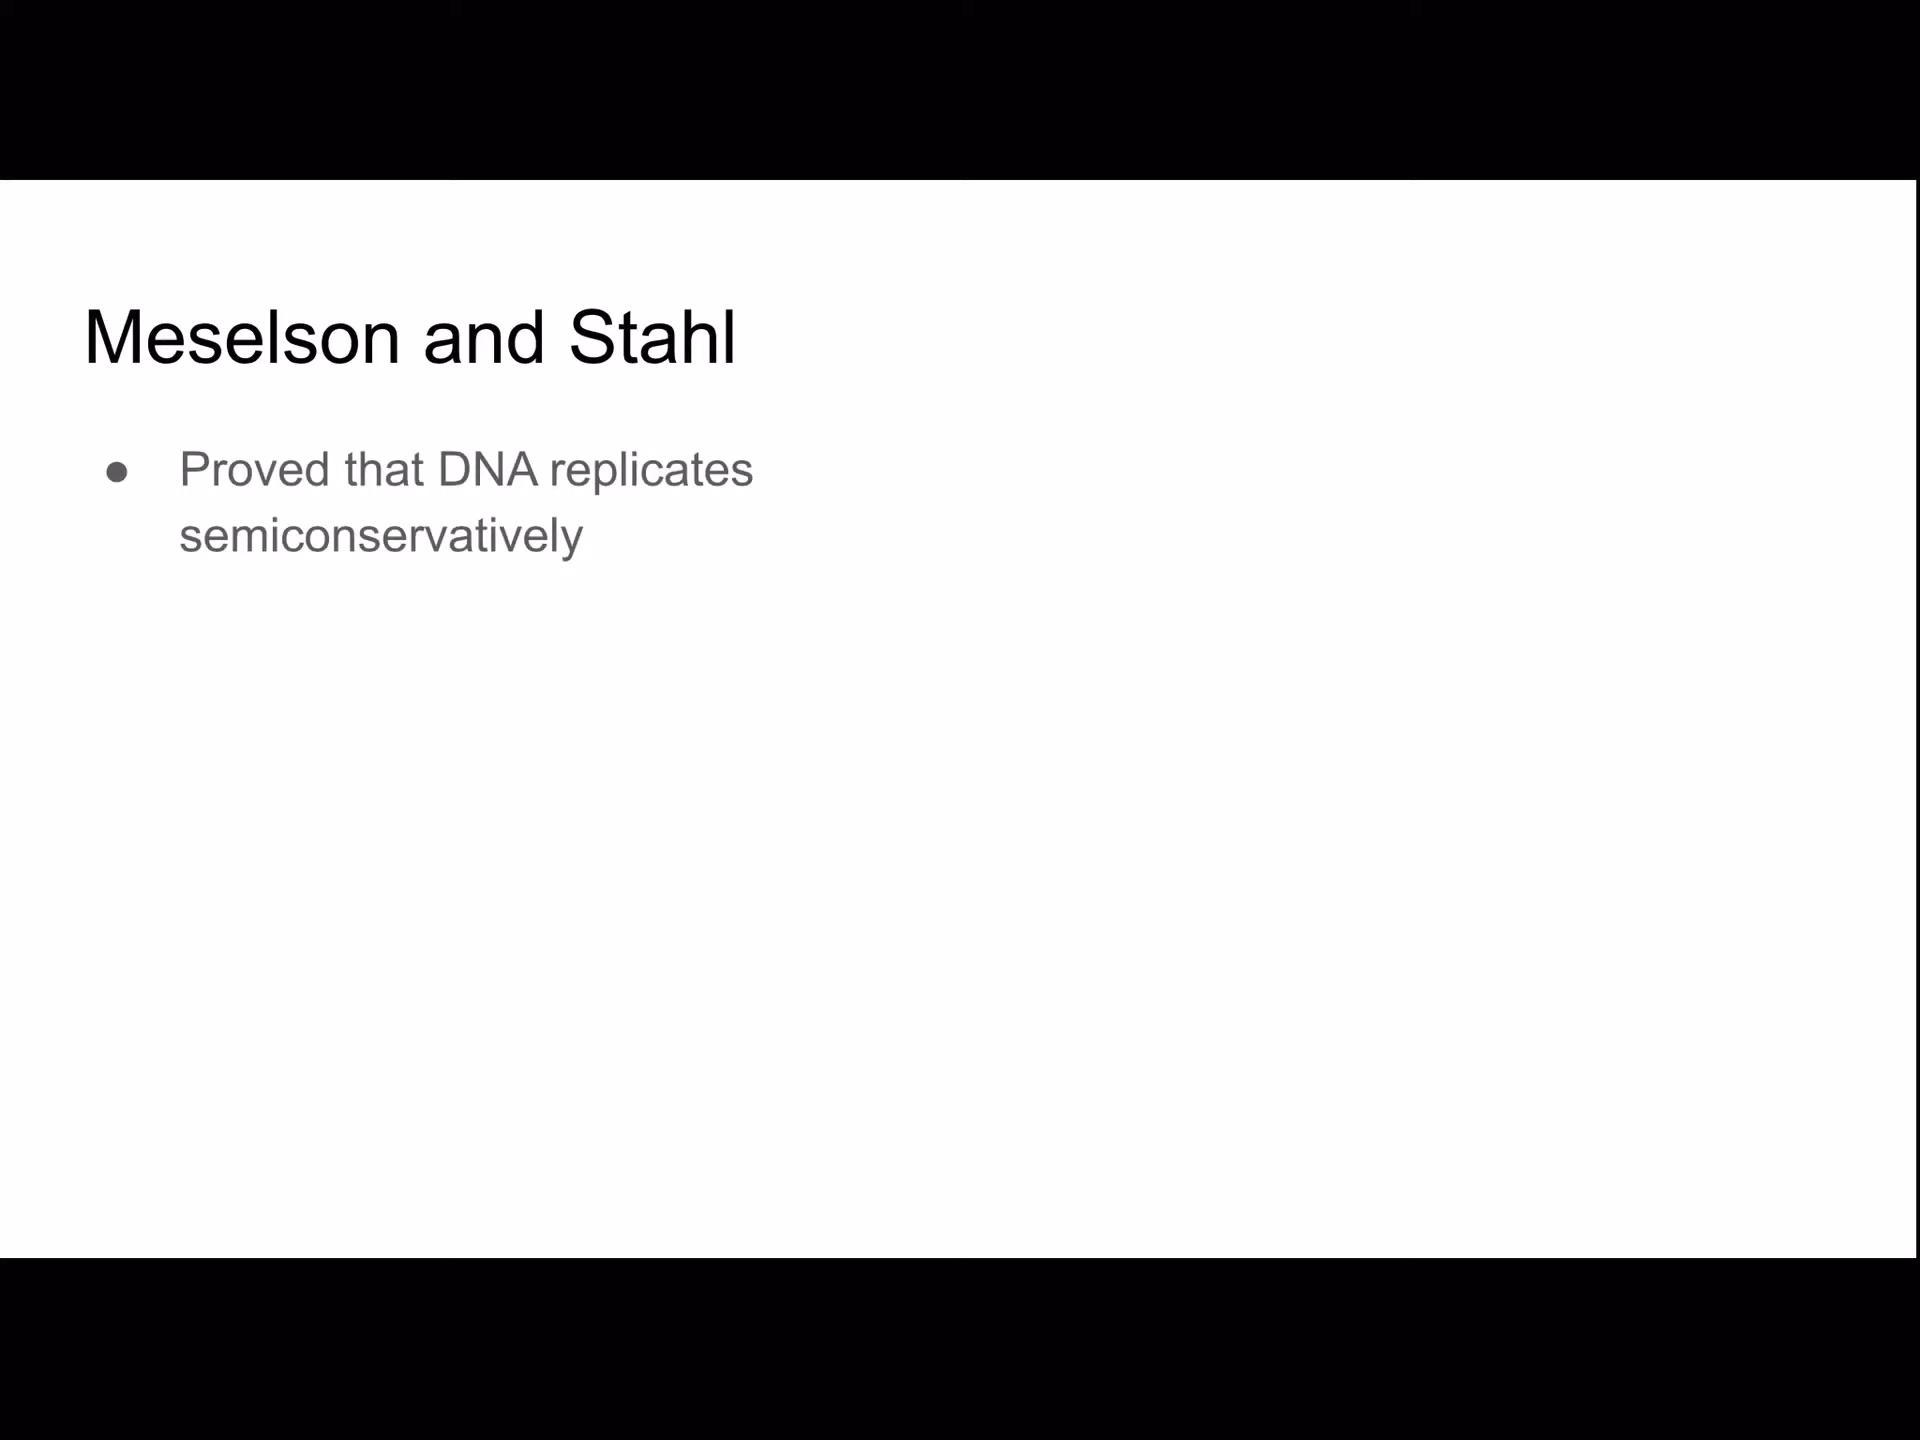 Meselson and Stahl
● Proved that DNA replicates
semiconservatively